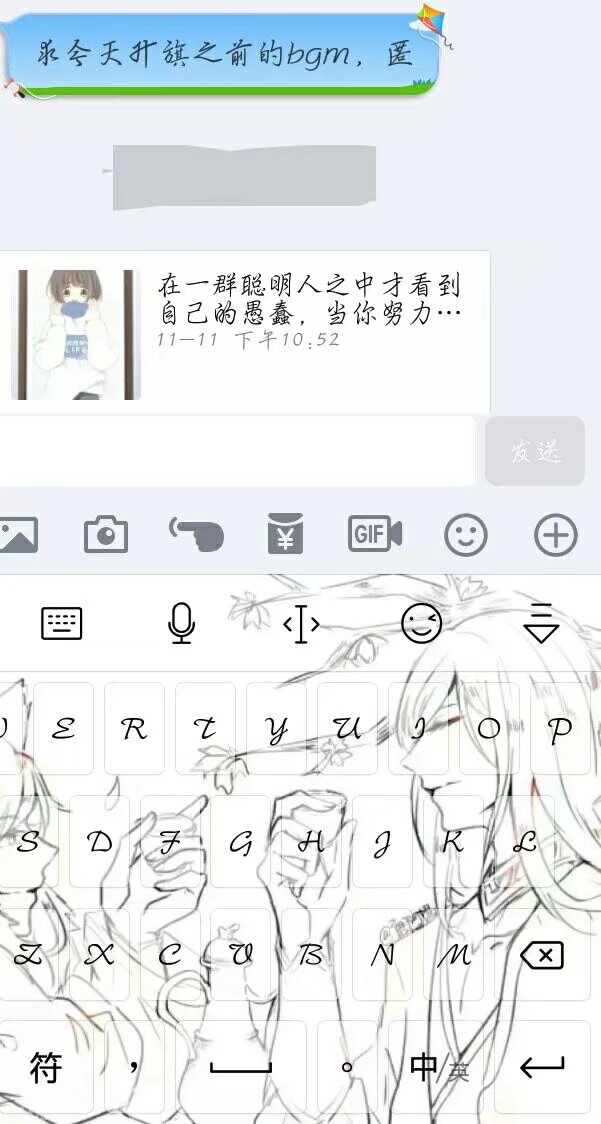 求今天升旗之前的bgm，匿
在一群聪明人之中才看到
自己的愚蠢，当你努力…
11-11 下午10:52
发送
GIF
E R T Y U I O P
S D F G H J K L
Z X C V B N M
符 ， 。 中/英